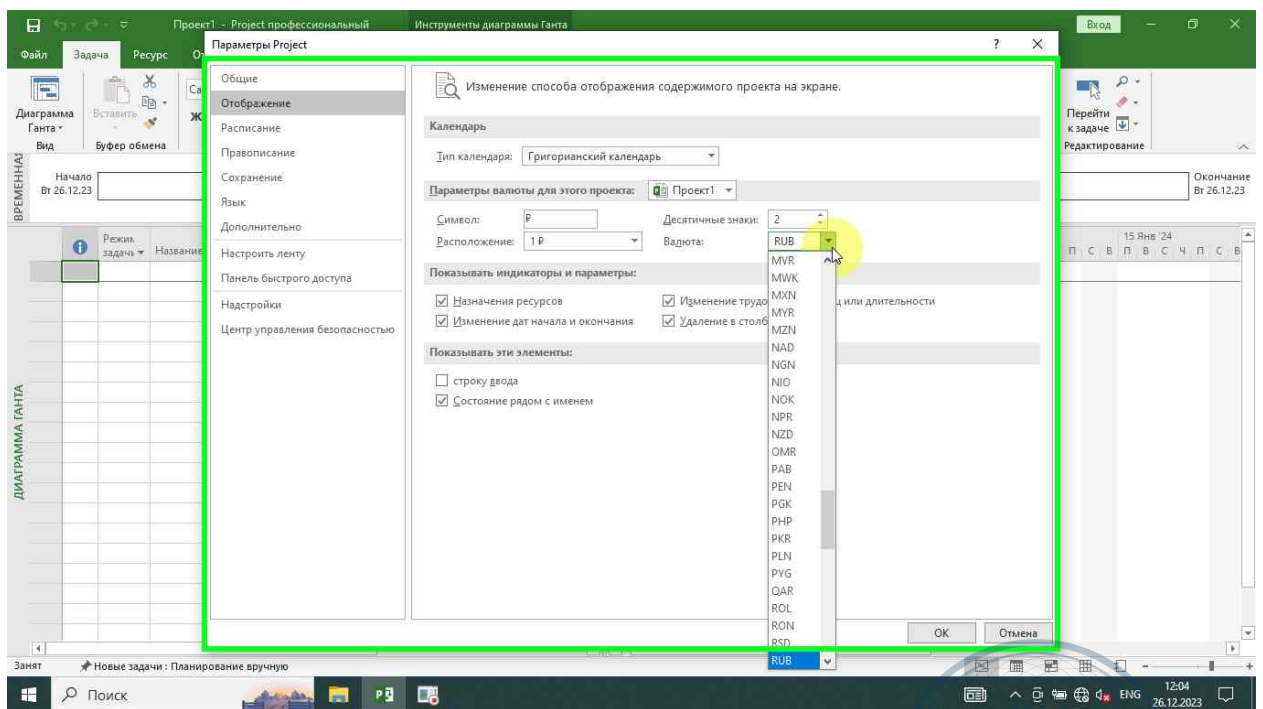 Проект1 - Project профессиональный
Инструменты диаграммы Ганта
Вход
Файл
Задача
Ресурс
Параметры Project
?
Диаграмма Ганта
Вставить
Ж
Вид
Буфер обмена
Перейти к задаче
Редактирование
Начало
Вт 26.12.23
Окончание
Вт 26.12.23
Режим задачи
Название
15 Янв '24
П С В П В С Ч П С В
ДИАГРАММА ГАНТА
Общие
Отображение
Расписание
Правописание
Сохранение
Язык
Дополнительно
Настроить ленту
Панель быстрого доступа
Надстройки
Центр управления безопасностью
Изменение способа отображения содержимого проекта на экране.
Календарь
Тип календаря: Григорианский календарь
Параметры валюты для этого проекта: Проект1
Символ: ₽
Десятичные знаки: 2
Расположение: 1 ₽
Валюта: RUB
Показывать индикаторы и параметры:
Назначения ресурсов
Изменение дат начала и окончания
Удаление в
или длительности
Показывать эти элементы:
строку ввода
Состояние рядом с именем
MVR
MWK
MXN
MYR
MZN
NAD
NGN
NIO
NOK
NPR
NZD
OMR
PAB
PEN
PGK
PHP
PKR
PLN
PYG
QAR
ROL
RON
RSD
RUB
ОК
Отмена
Занят
Новые задачи : Планирование вручную
Поиск
ENG
12:04
26.12.2023